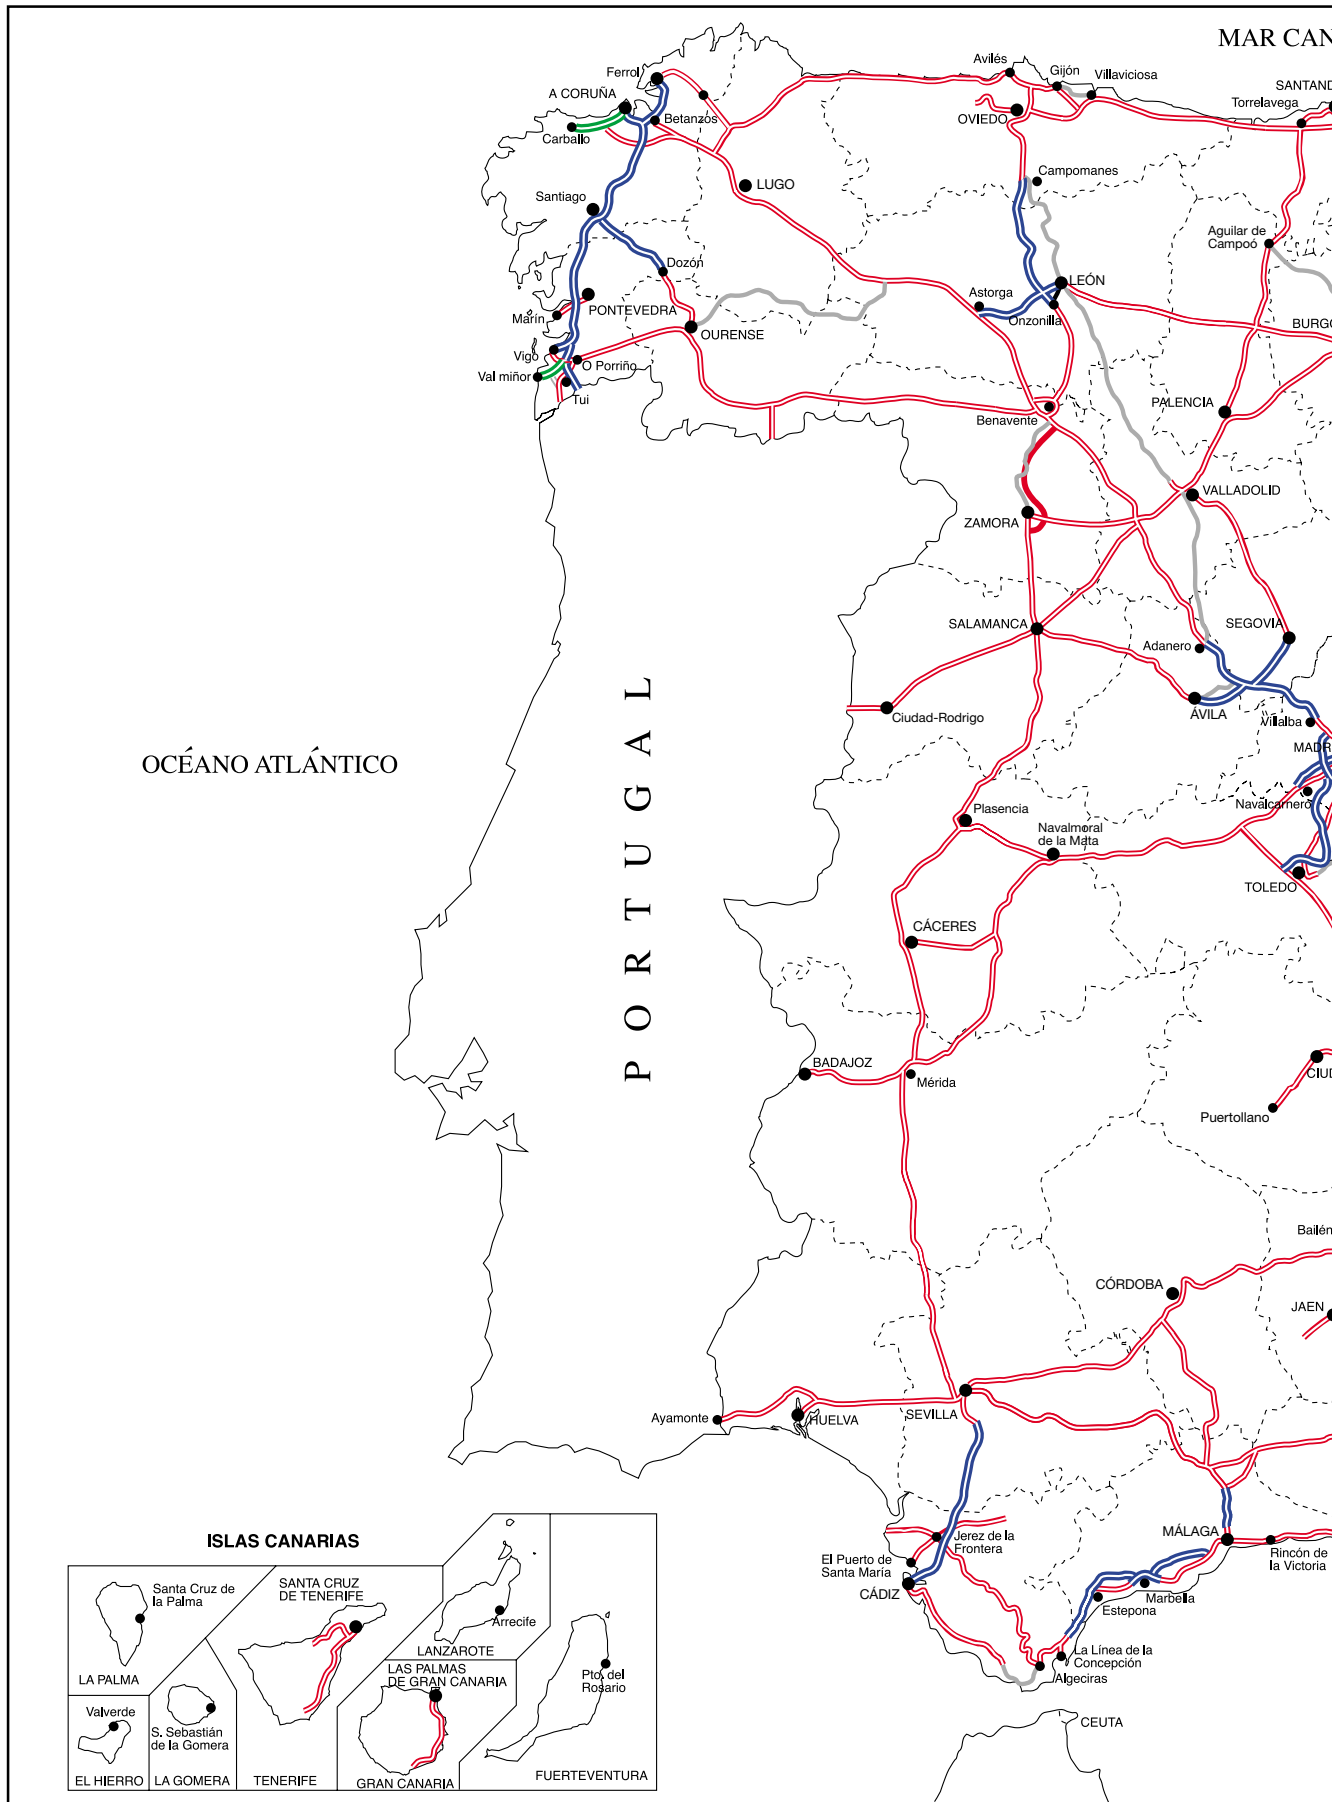 MAR CAN
Avilés
Gijón
Villaviciosa
Ferrol
SANTAND
A CORUÑA
Torrelavega
OVIEDO
Betanzos
Carballo
Campomanes
LUGO
Santiago
Aguilar de
Campoó
Dozón
LEÓN
Astorga
PONTEVEDRA
Marín
Onzonilla
BURGO
OURENSE
Vigo
O Porriño
Val miñor
Tui
PALENCIA
Benavente
VALLADOLID
ZAMORA
SALAMANCA
SEGOVIA
Adanero
ÁVILA
Ciudad-Rodrigo
Villalba
PORTUGAL
OCÉANO ATLÁNTICO
MADR
Navalcarnero
Plasencia
Navalmoral
de la Mata
TOLEDO
CÁCERES
BADAJOZ
Mérida
CIUD
Puertollano
Bailén
CÓRDOBA
JAEN
SEVILLA
Ayamonte
HUELVA
MÁLAGA
Jerez de la
Frontera
Rincón de
la Victoria
El Puerto de
Santa María
CÁDIZ
Marbella
Estepona
La Línea de la
Concepción
Algeciras
CEUTA
ISLAS CANARIAS
Santa Cruz de
la Palma
SANTA CRUZ
DE TENERIFE
Arrecife
LANZAROTE
LA PALMA
LAS PALMAS
DE GRAN CANARIA
Pto. del
Rosario
Valverde
S. Sebastián
de la Gomera
EL HIERRO
LA GOMERA
TENERIFE
GRAN CANARIA
FUERTEVENTURA